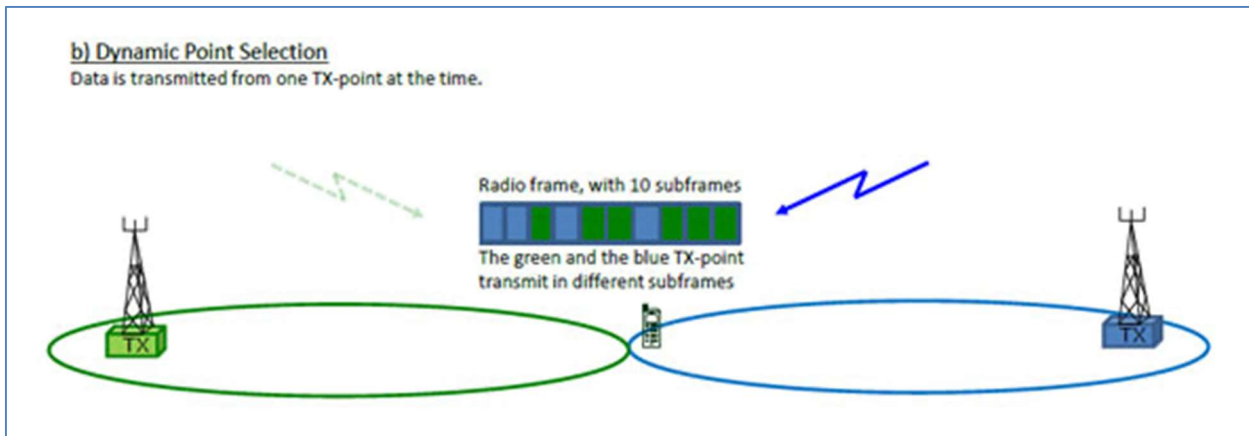 b) Dynamic Point Selection
Data is transmitted from one TX-point at the time.
Radio frame, with 10 subframes
The green and the blue TX-point
transmit in different subframes
TX
TX